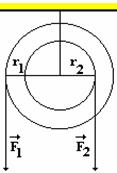 r₁ r₂
F₁ F₂